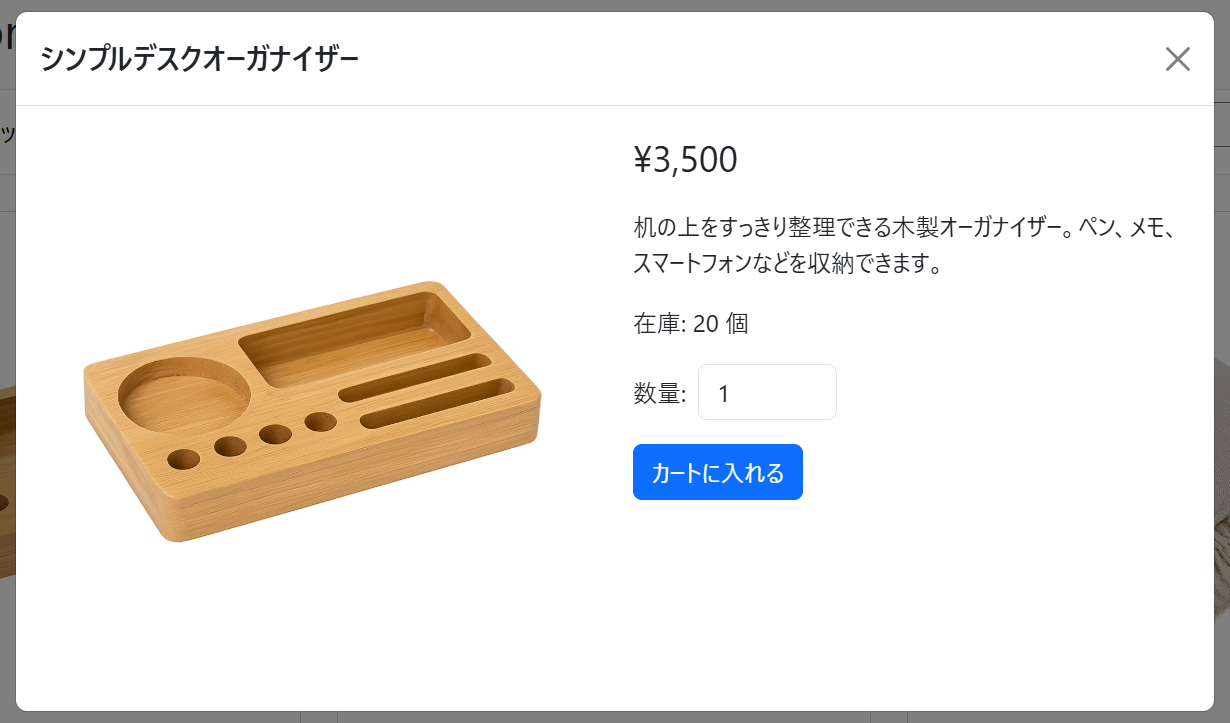 シンプルデスクオーガナイザー
¥3,500
机の上をすっきり整理できる木製オーガナイザー。ペン、メモ、
スマートフォンなどを収納できます。
在庫: 20 個
数量: 1
カートに入れる